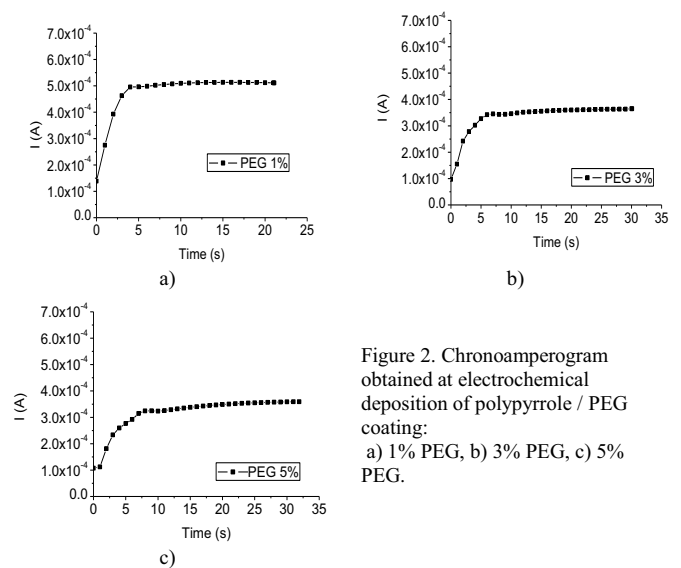 a)
7.0x10-4
6.0x10-4
5.0x10-4
4.0x10-4
3.0x10-4
2.0x10-4
1.0x10-4
0.0
I (A)
PEG 1%
0 5 10 15 20 25
Time (s)
a)
b)
7.0x10-4
6.0x10-4
5.0x10-4
4.0x10-4
3.0x10-4
2.0x10-4
1.0x10-4
0.0
I (A)
PEG 3%
0 5 10 15 20 25 30 35
Time (s)
b)
c)
7.0x10-4
6.0x10-4
5.0x10-4
4.0x10-4
3.0x10-4
2.0x10-4
1.0x10-4
0.0
I (A)
PEG 5%
0 5 10 15 20 25 30 35
Time (s)
c)
Figure 2. Chronoamperogram
obtained at electrochemical
deposition of polypyrrole / PEG
coating:
a) 1% PEG, b) 3% PEG, c) 5%
PEG.